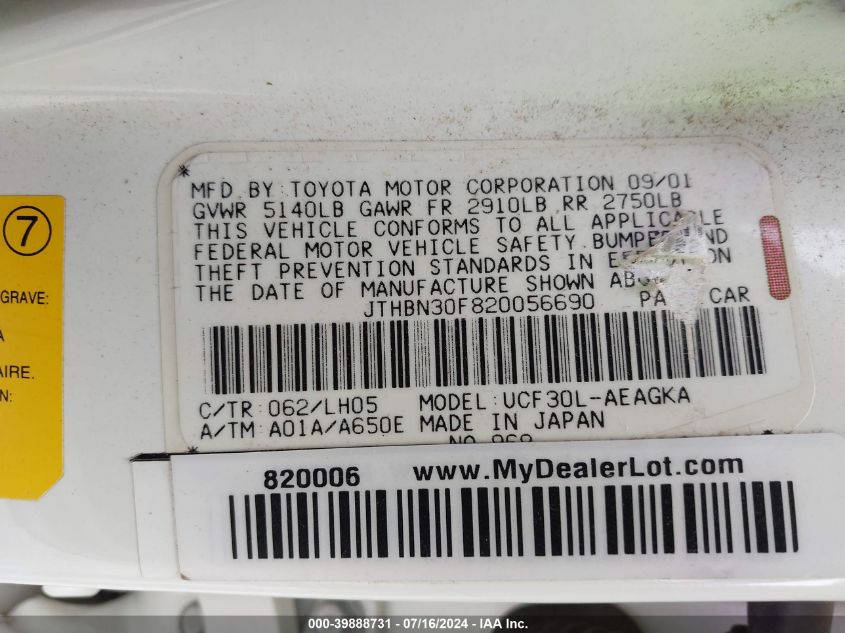 7
GRAVE:
A
AIRE.
N:
MFD BY: TOYOTA MOTOR CORPORATION 09/01
GVWR 5140LB GAWR FR 2910LB RR 2750LB
THIS VEHICLE CONFORMS TO ALL APPLICABLE
FEDERAL MOTOR VEHICLE SAFETY, BUMPER AND
THEFT PREVENTION STANDARDS IN
THE DATE OF MANUFACTURE SHOWN
JTHBN30F820056690 CAR
C/TR: 062/LH05 MODEL: UCF30L-AEAGKA
A/TM: A01A/A650E MADE IN JAPAN
NO 969
820006 www.MyDealerLot.com
000-39888731 - 07/16/2024 - IAA Inc.